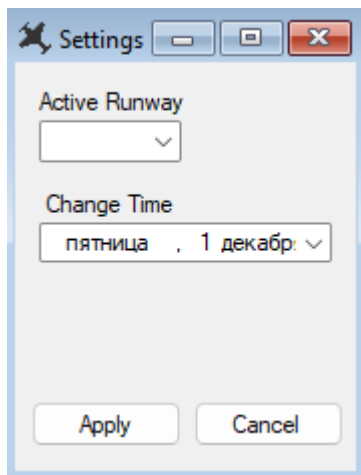 Settings
Active Runway
Change Time
пятница , 1 декабр
Apply
Cancel